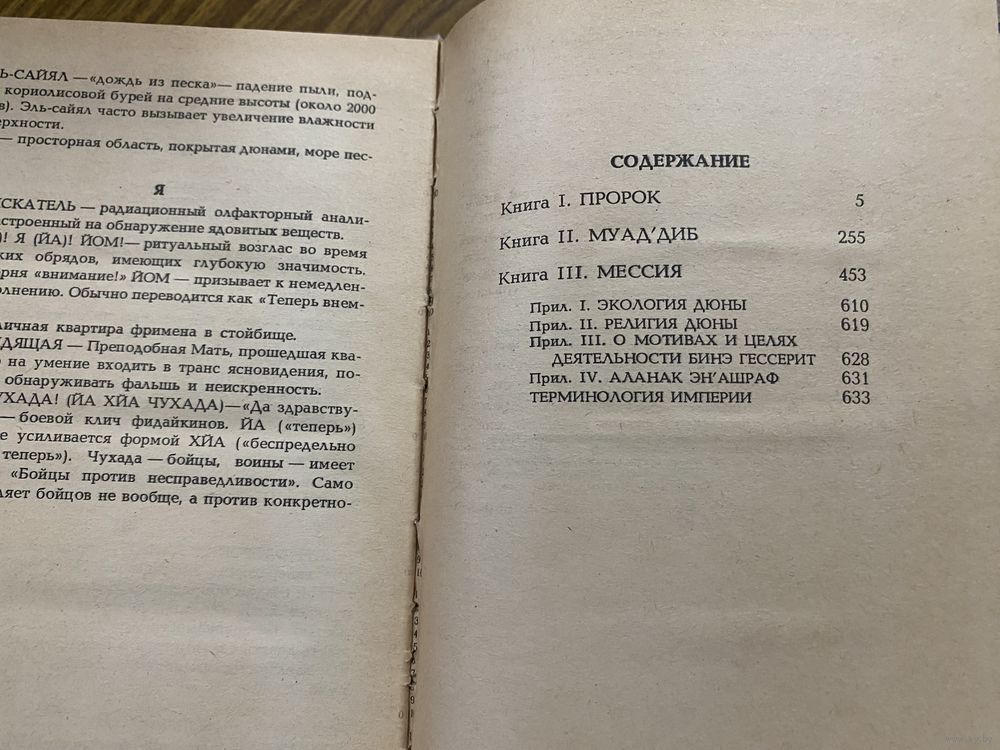 Ь-САЙЯЛ — «дождь из песка» — падение пыли, под-
кориолисовой бурей на средние высоты (около 2000
в). Эль-сайял часто вызывает увеличение влажности
ерхности.
— просторная область, покрытая дюнами, море пес-
Я
СКАТЕЛЬ — радиационный олфакторный анали-
строенный на обнаружение ядовитых веществ.
)! Я (ЙА)! ЙОМ! — ритуальный возглас во время
ких обрядов, имеющих глубокую значимость.
орня «внимание!» ЙОМ — призывает к немедлен-
олнению. Обычно переводится как «Теперь внем-
личная квартира фримена в стойбище.
ДЯЩАЯ — Преподобная Мать, прошедшая ква-
о на умение входить в транс ясновидения, по-
обнаруживать фальшь и неискренность.
УХАДА! (ЙА ХЙА ЧУХАДА) — «Да здравству-
— боевой клич фидайкинов. ЙА («теперь»)
е усиливается формой ХЙА («беспредельно
теперь»). Чухада — бойцы, воины — имеет
«Бойцы против несправедливости». Само
ляет бойцов не вообще, а против конкретно-
СОДЕРЖАНИЕ
Книга I. ПРОРОК 5
Книга II. МУАД’ДИБ 255
Книга III. МЕССИЯ 453
Прил. I. ЭКОЛОГИЯ ДЮНЫ 610
Прил. II. РЕЛИГИЯ ДЮНЫ 619
Прил. III. О МОТИВАХ И ЦЕЛЯХ
ДЕЯТЕЛЬНОСТИ БИНЭ ГЕССЕРИТ 628
Прил. IV. АЛАНАК ЭН’АШРАФ 631
ТЕРМИНОЛОГИЯ ИМПЕРИИ 633